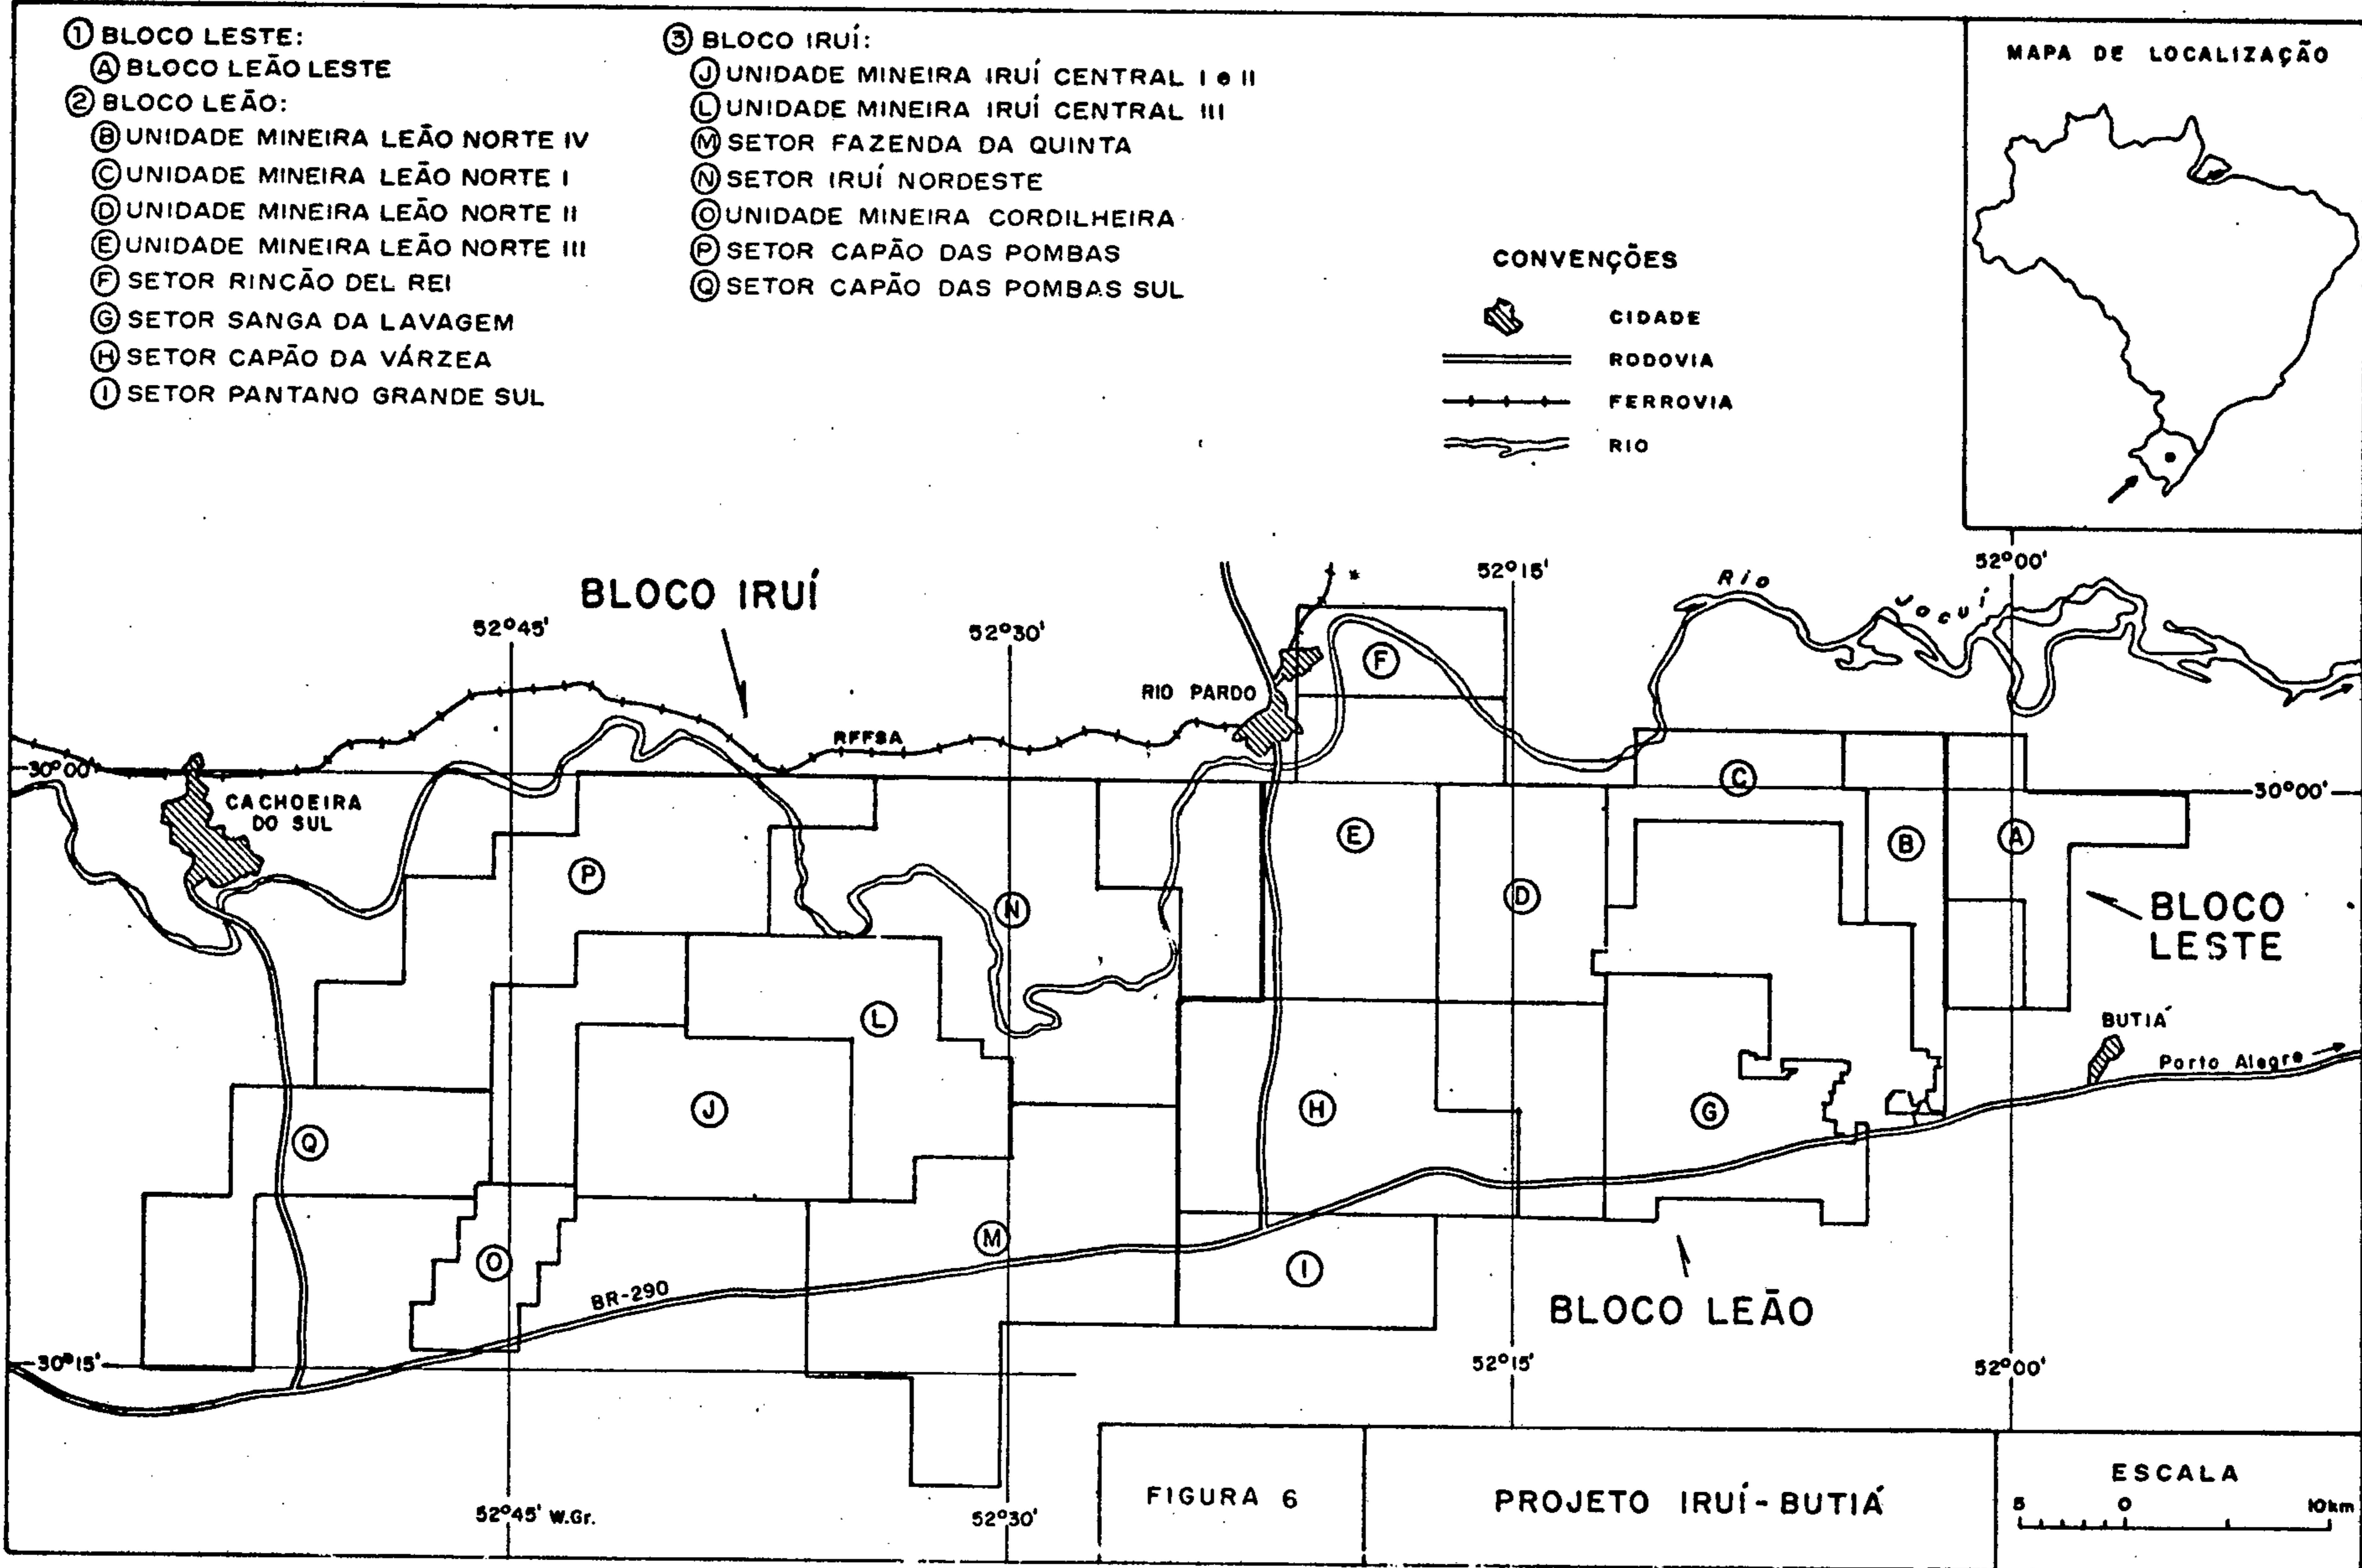 ① BLOCO LESTE:
Ⓐ BLOCO LEÃO LESTE
② BLOCO LEÃO:
Ⓑ UNIDADE MINEIRA LEÃO NORTE IV
Ⓒ UNIDADE MINEIRA LEÃO NORTE I
Ⓓ UNIDADE MINEIRA LEÃO NORTE II
Ⓔ UNIDADE MINEIRA LEÃO NORTE III
Ⓕ SETOR RINCÃO DEL REI
Ⓖ SETOR SANGA DA LAVAGEM
Ⓗ SETOR CAPÃO DA VÁRZEA
Ⓘ SETOR PANTANO GRANDE SUL
③ BLOCO IRUÍ:
Ⓙ UNIDADE MINEIRA IRUÍ CENTRAL I e II
Ⓛ UNIDADE MINEIRA IRUÍ CENTRAL III
Ⓜ SETOR FAZENDA DA QUINTA
Ⓝ SETOR IRUÍ NORDESTE
Ⓞ UNIDADE MINEIRA CORDILHEIRA
Ⓟ SETOR CAPÃO DAS POMBAS
Ⓠ SETOR CAPÃO DAS POMBAS SUL
CONVENÇÕES
CIDADE
RODOVIA
FERROVIA
RIO
MAPA DE LOCALIZAÇÃO
BLOCO IRUÍ
52°45'
52°30'
52°15'
52°00'
Rio Jacuí
RIO PARDO
RFFSA
30°00'
30°00'
CACHOEIRA
DO SUL
Ⓕ
Ⓒ
Ⓔ
Ⓑ
Ⓐ
Ⓟ
Ⓓ
Ⓝ
BLOCO
LESTE
Ⓛ
BUTIÁ
Porto Alegre
Ⓙ
Ⓗ
Ⓖ
Ⓠ
Ⓜ
Ⓞ
Ⓘ
BR-290
BLOCO LEÃO
30°15'
52°15'
52°00'
52°45' W.Gr.
52°30'
FIGURA 6
PROJETO IRUÍ-BUTIÁ
ESCALA
5 0 10km